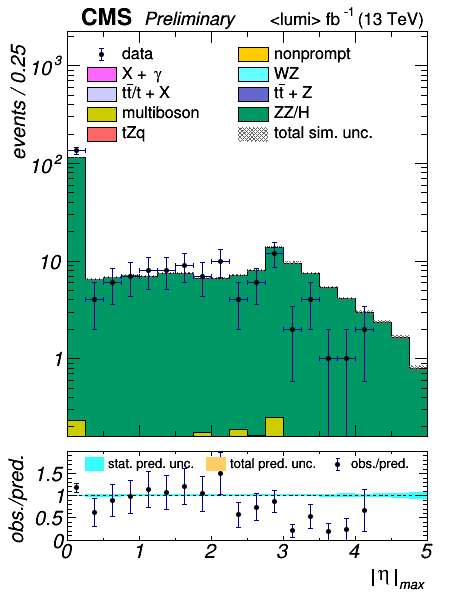 CMS Preliminary <lumi> fb⁻¹ (13 TeV)
events / 0.25
10³
10²
10
1
data
X + γ
tt̄/t + X
multiboson
tZq
nonprompt
WZ
tt̄ + Z
ZZ/H
total sim. unc.
obs./pred.
1.5
1
0.5
0
stat. pred. unc. total pred. unc. obs./pred.
0 1 2 3 4 5
|η|max